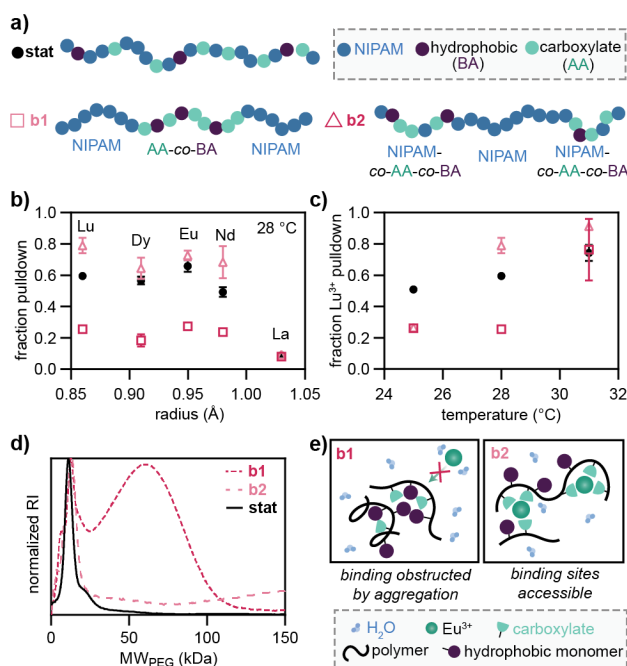 a)
stat
NIPAM
hydrophobic
(BA)
carboxylate
(AA)
b1
NIPAM
AA-co-BA
NIPAM
b2
NIPAM-
co-AA-co-BA
NIPAM
NIPAM-
co-AA-co-BA
b)
1.0
0.8
0.6
0.4
0.2
0.0
fraction pulldown
Lu
Dy
Eu
Nd
La
28 °C
0.85
0.90
0.95
1.00
1.05
radius (Å)
c)
1.0
0.8
0.6
0.4
0.2
0.0
fraction Lu³⁺ pulldown
24
26
28
30
32
temperature (°C)
d)
normalized RI
b1
b2
stat
0
50
100
150
MWPEG (kDa)
e)
b1
b2
binding obstructed
by aggregation
binding sites
accessible
H₂O
Eu³⁺
carboxylate
polymer
hydrophobic monomer